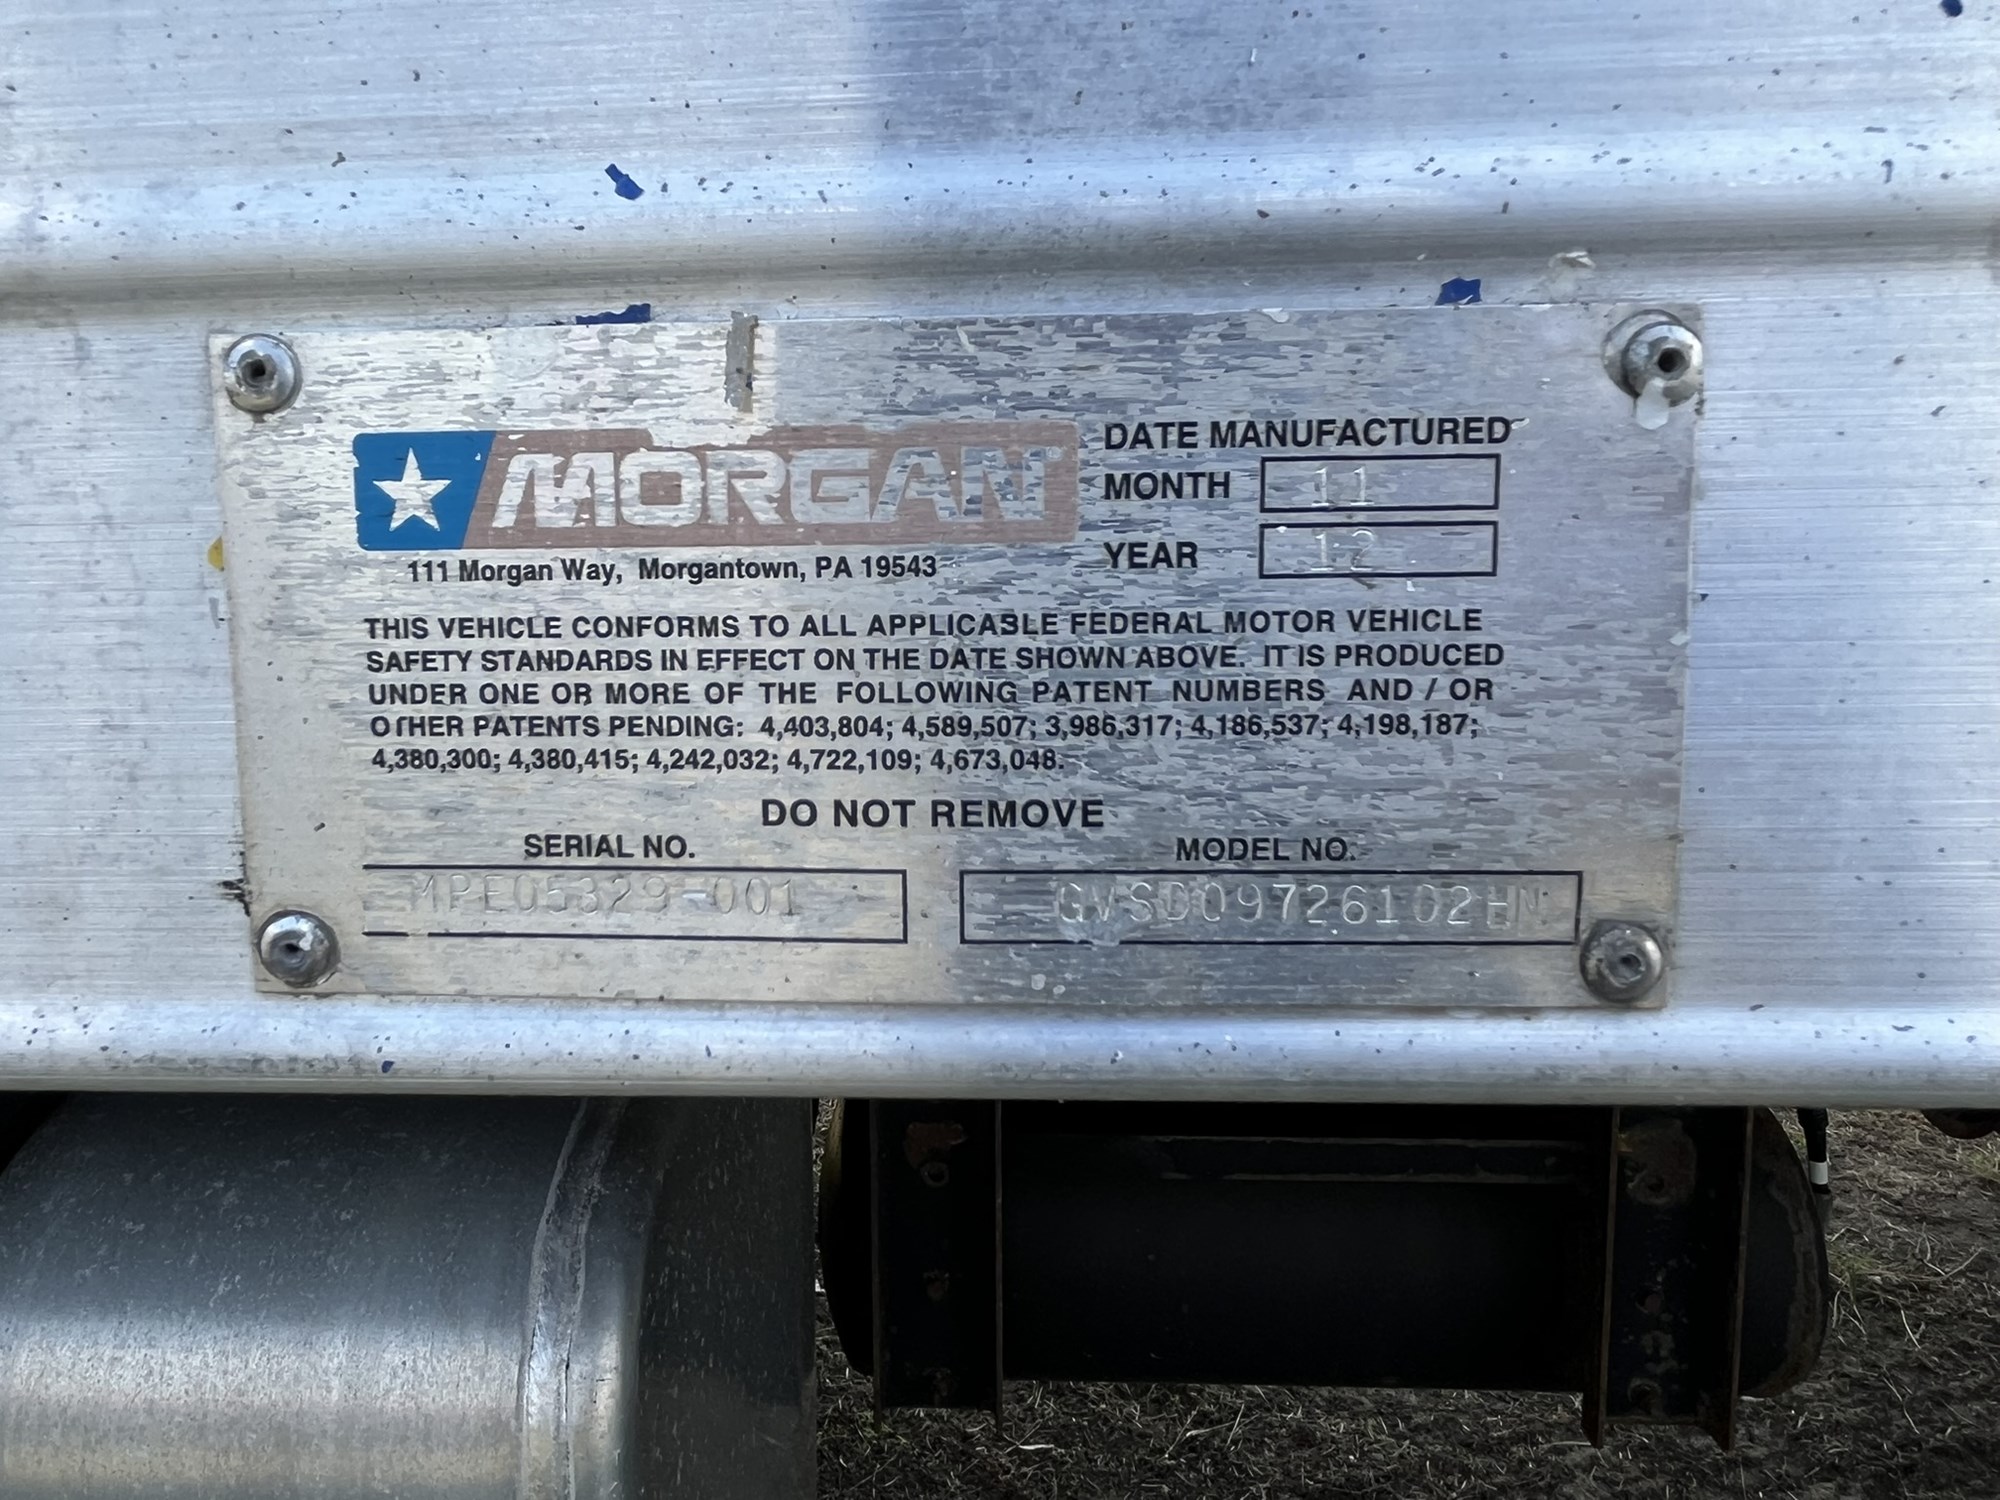 MORGAN
111 Morgan Way, Morgantown, PA 19543
DATE MANUFACTURED
MONTH 11
YEAR 12
THIS VEHICLE CONFORMS TO ALL APPLICABLE FEDERAL MOTOR VEHICLE
SAFETY STANDARDS IN EFFECT ON THE DATE SHOWN ABOVE. IT IS PRODUCED
UNDER ONE OR MORE OF THE FOLLOWING PATENT NUMBERS AND / OR
OTHER PATENTS PENDING: 4,403,804; 4,589,507; 3,986,317; 4,186,537; 4,198,187;
4,380,300; 4,380,415; 4,242,032; 4,722,109; 4,673,048.
DO NOT REMOVE
SERIAL NO.
MPE05329-001
MODEL NO.
GVSD09726102HN